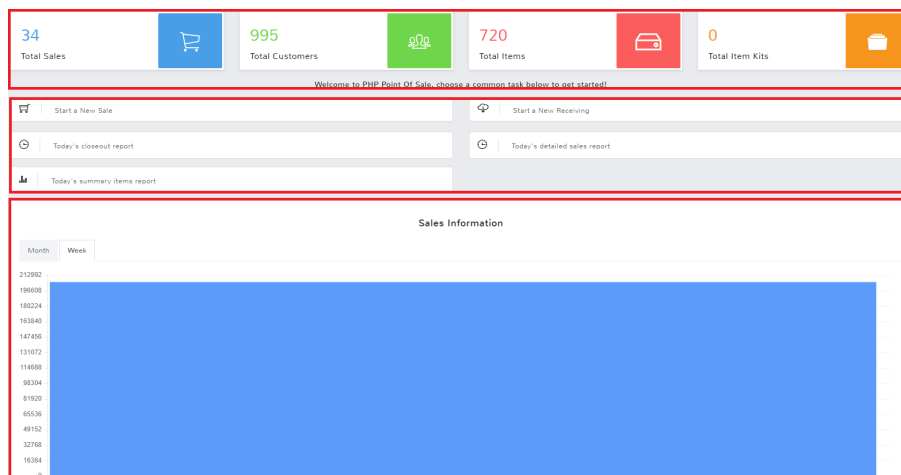 34
Total Sales
995
Total Customers
720
Total Items
0
Total Item Kits
Welcome to PHP Point Of Sale, choose a common task below to get started!
Start a New Sale
Start a New Receiving
Today's closeout report
Today's detailed sales report
Today's summary items report
Sales Information
Month Week
212992
196608
180224
163840
147456
131072
114688
98304
81920
65536
49152
32768
16384
0